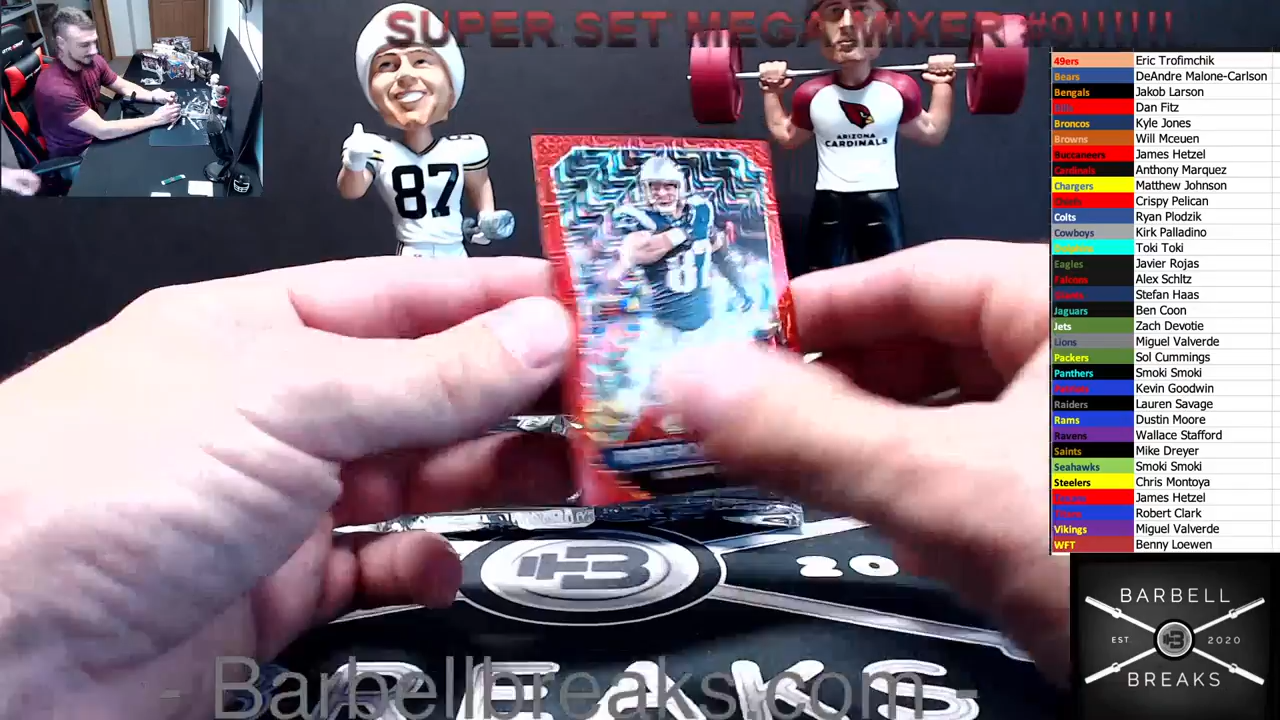 SUPER SET MEGA MIXER #9!!!!!!
49ers Eric Trofimchik
Bears DeAndre Malone-Carlson
Bengals Jakob Larson
Bills Dan Fitz
Broncos Kyle Jones
Browns Will Mceuen
Buccaneers James Hetzel
Cardinals Anthony Marquez
Chargers Matthew Johnson
Chiefs Crispy Pelican
Colts Ryan Plodzik
Cowboys Kirk Palladino
Dolphins Toki Toki
Eagles Javier Rojas
Falcons Alex Schltz
Giants Stefan Haas
Jaguars Ben Coon
Jets Zach Devotie
Lions Miguel Valverde
Packers Sol Cummings
Panthers Smoki Smoki
Patriots Kevin Goodwin
Raiders Lauren Savage
Rams Dustin Moore
Ravens Wallace Stafford
Saints Mike Dreyer
Seahawks Smoki Smoki
Steelers Chris Montoya
Texans James Hetzel
Titans Robert Clark
Vikings Miguel Valverde
WFT Benny Loewen
87
ARIZONA
CARDINALS
87
B
20
BREAKS
- Barbellbreaks.com -
BARBELL
EST. B 2020
BREAKS